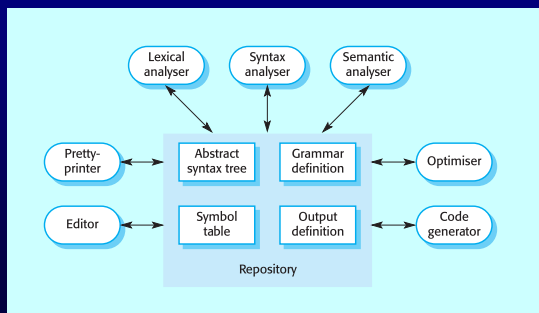 Lexical
analyser
Syntax
analyser
Semantic
analyser
Pretty-
printer
Abstract
syntax tree
Grammar
definition
Optimiser
Editor
Symbol
table
Output
definition
Code
generator
Repository